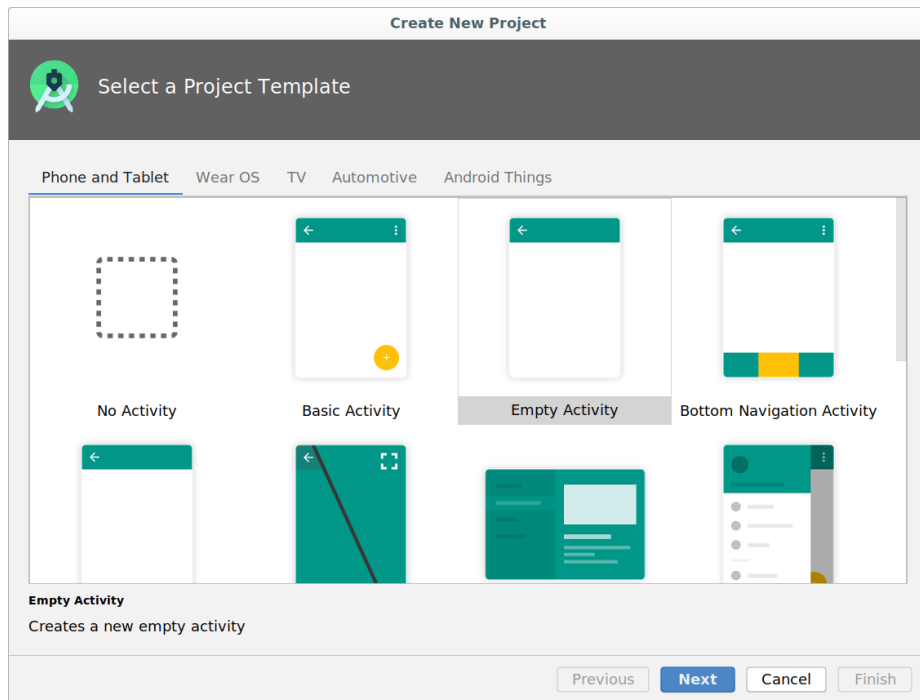 Create New Project
Select a Project Template
Phone and Tablet Wear OS TV Automotive Android Things
No Activity Basic Activity Empty Activity Bottom Navigation Activity
Empty Activity
Creates a new empty activity
Previous Next Cancel Finish